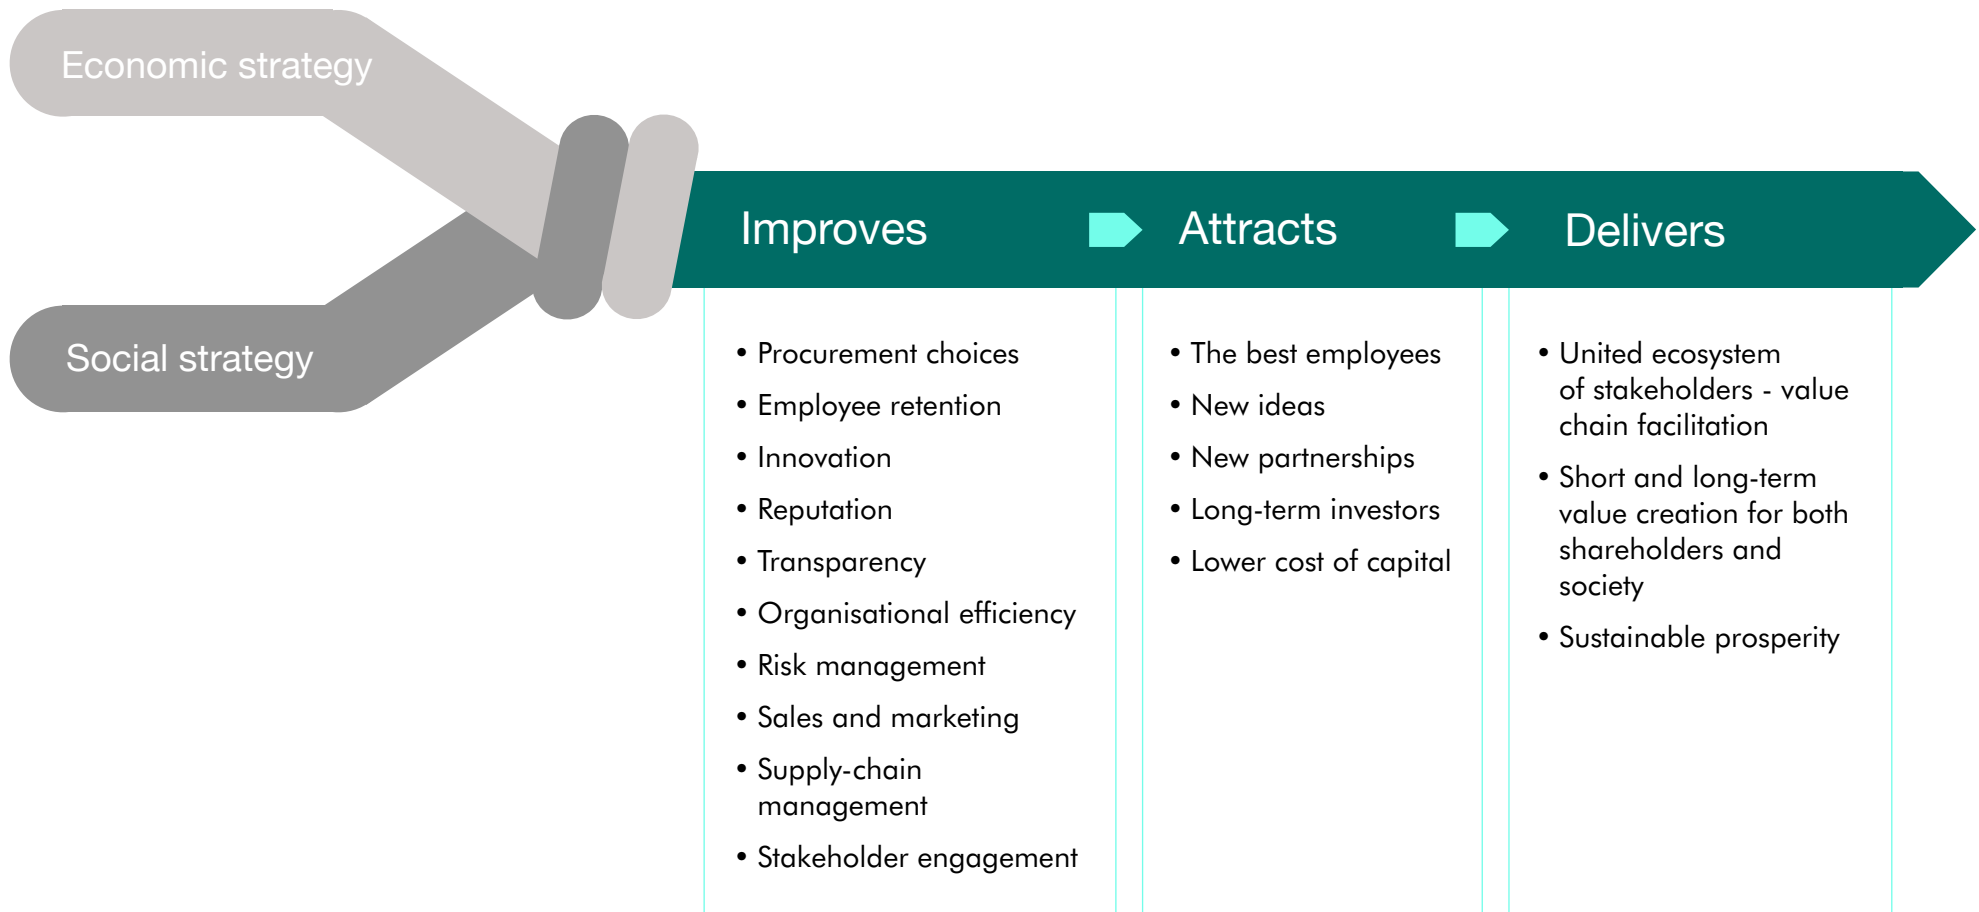 Economic strategy
Social strategy
Improves
Attracts
Delivers
• Procurement choices
• Employee retention
• Innovation
• Reputation
• Transparency
• Organisational efficiency
• Risk management
• Sales and marketing
• Supply-chain
management
• Stakeholder engagement
• The best employees
• New ideas
• New partnerships
• Long-term investors
• Lower cost of capital
• United ecosystem
of stakeholders - value
chain facilitation
• Short and long-term
value creation for both
shareholders and
society
• Sustainable prosperity